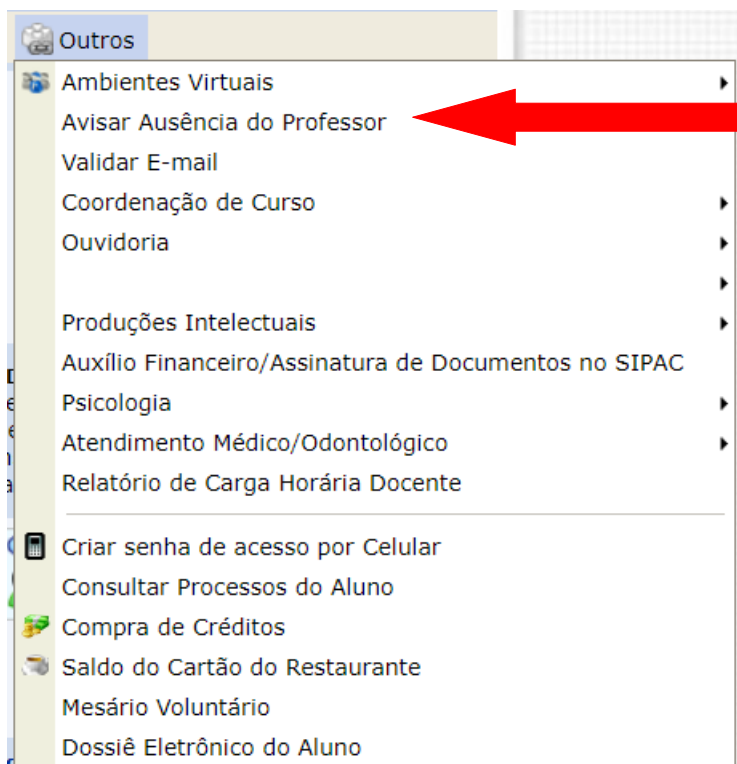 Outros
Ambientes Virtuais
Avisar Ausência do Professor
Validar E-mail
Coordenação de Curso
Ouvidoria
Produções Intelectuais
Auxílio Financeiro/Assinatura de Documentos no SIPAC
Psicologia
Atendimento Médico/Odontológico
Relatório de Carga Horária Docente
Criar senha de acesso por Celular
Consultar Processos do Aluno
Compra de Créditos
Saldo do Cartão do Restaurante
Mesário Voluntário
Dossiê Eletrônico do Aluno